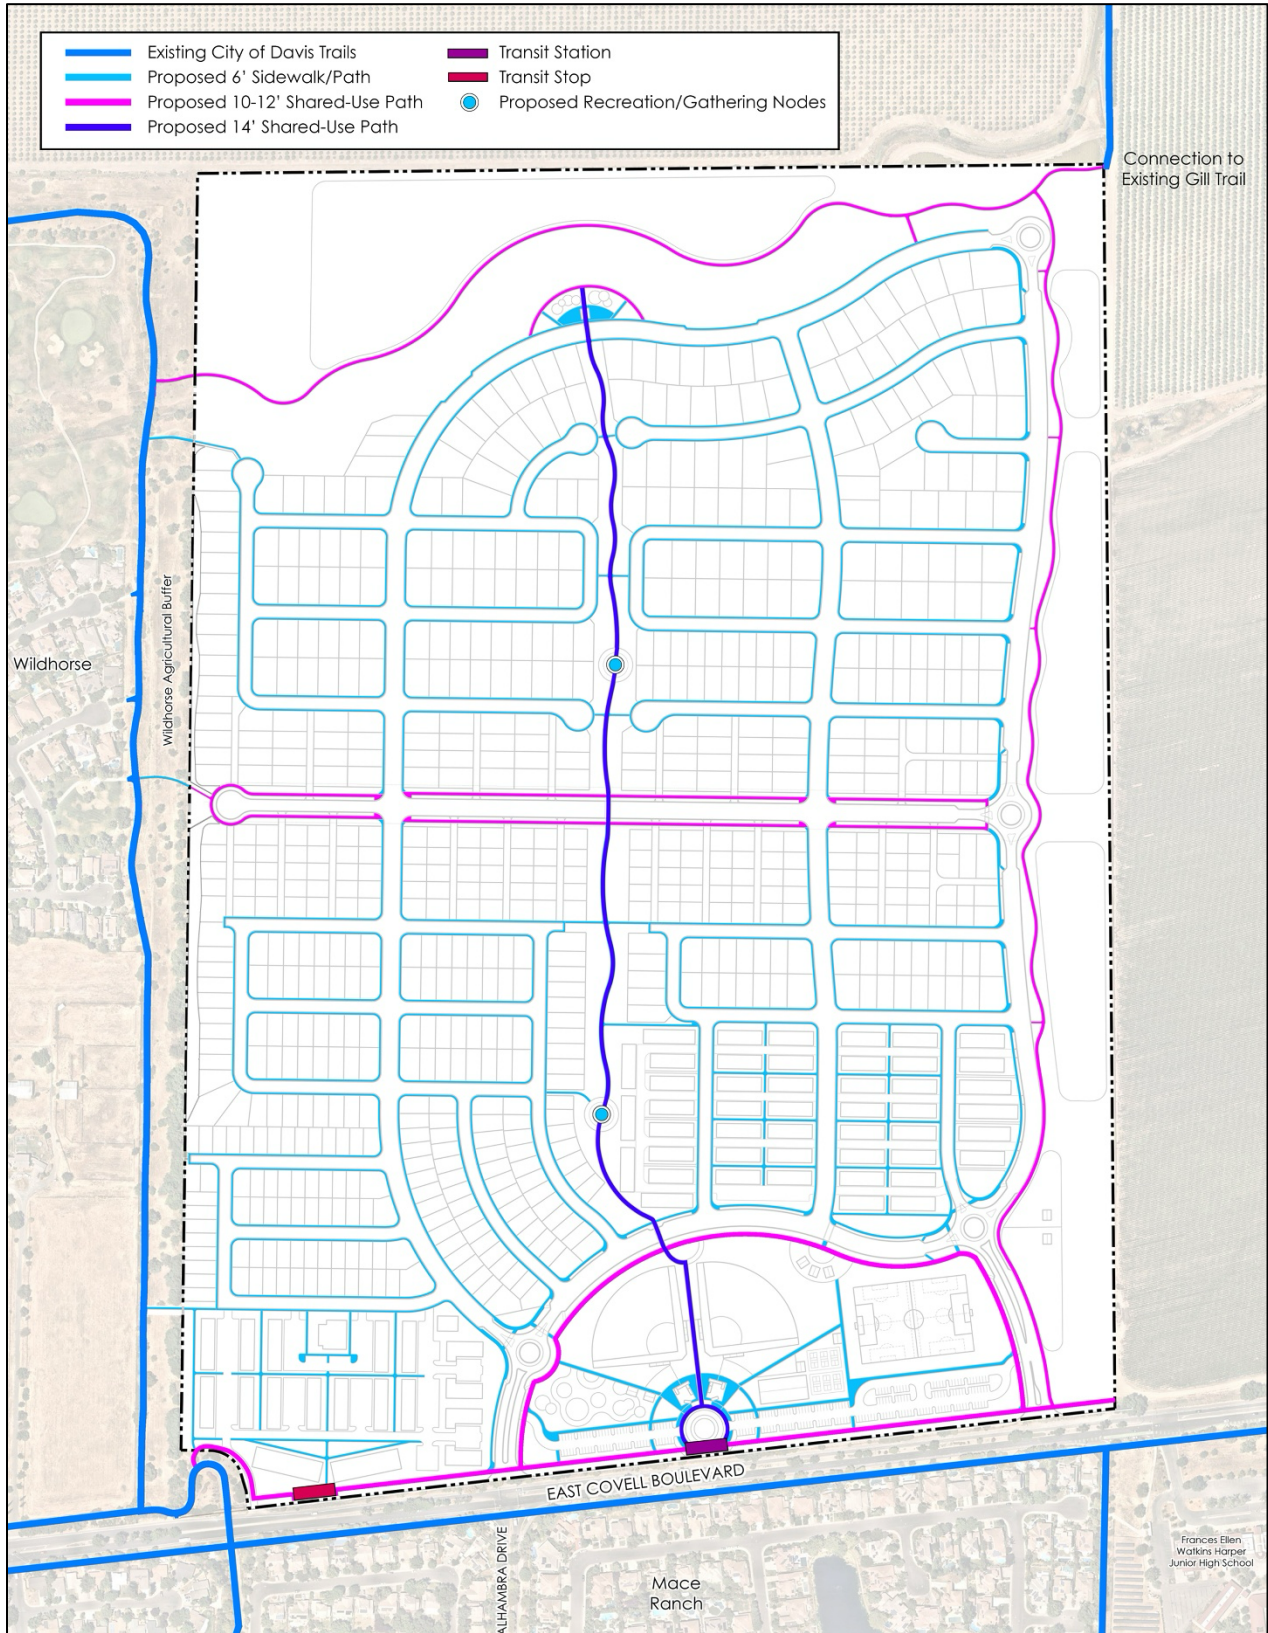 Existing City of Davis Trails
Proposed 6' Sidewalk/Path
Proposed 10-12' Shared-Use Path
Proposed 14' Shared-Use Path
Transit Station
Transit Stop
Proposed Recreation/Gathering Nodes
Connection to
Existing Gill Trail
Wildhorse Agricultural Buffer
Wildhorse
EAST COVELL BOULEVARD
ALHAMBRA DRIVE
Mace
Ranch
Frances Ellen
Watkins Harper
Junior High School